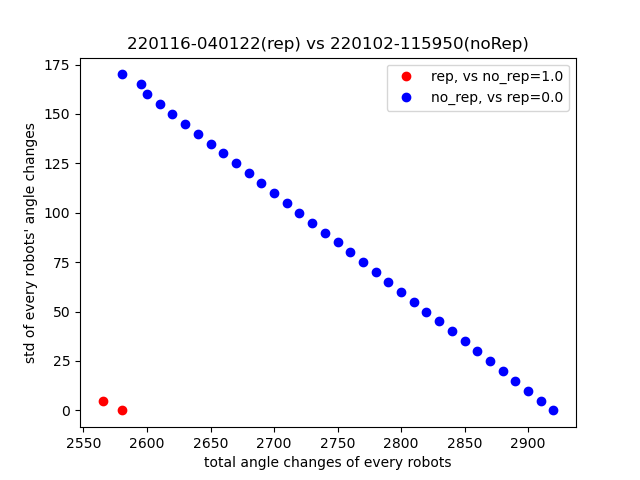 220116-040122(rep) vs 220102-115950(noRep)
rep, vs no_rep=1.0
no_rep, vs rep=0.0
std of every robots' angle changes
175
150
125
100
75
50
25
0
2550 2600 2650 2700 2750 2800 2850 2900
total angle changes of every robots